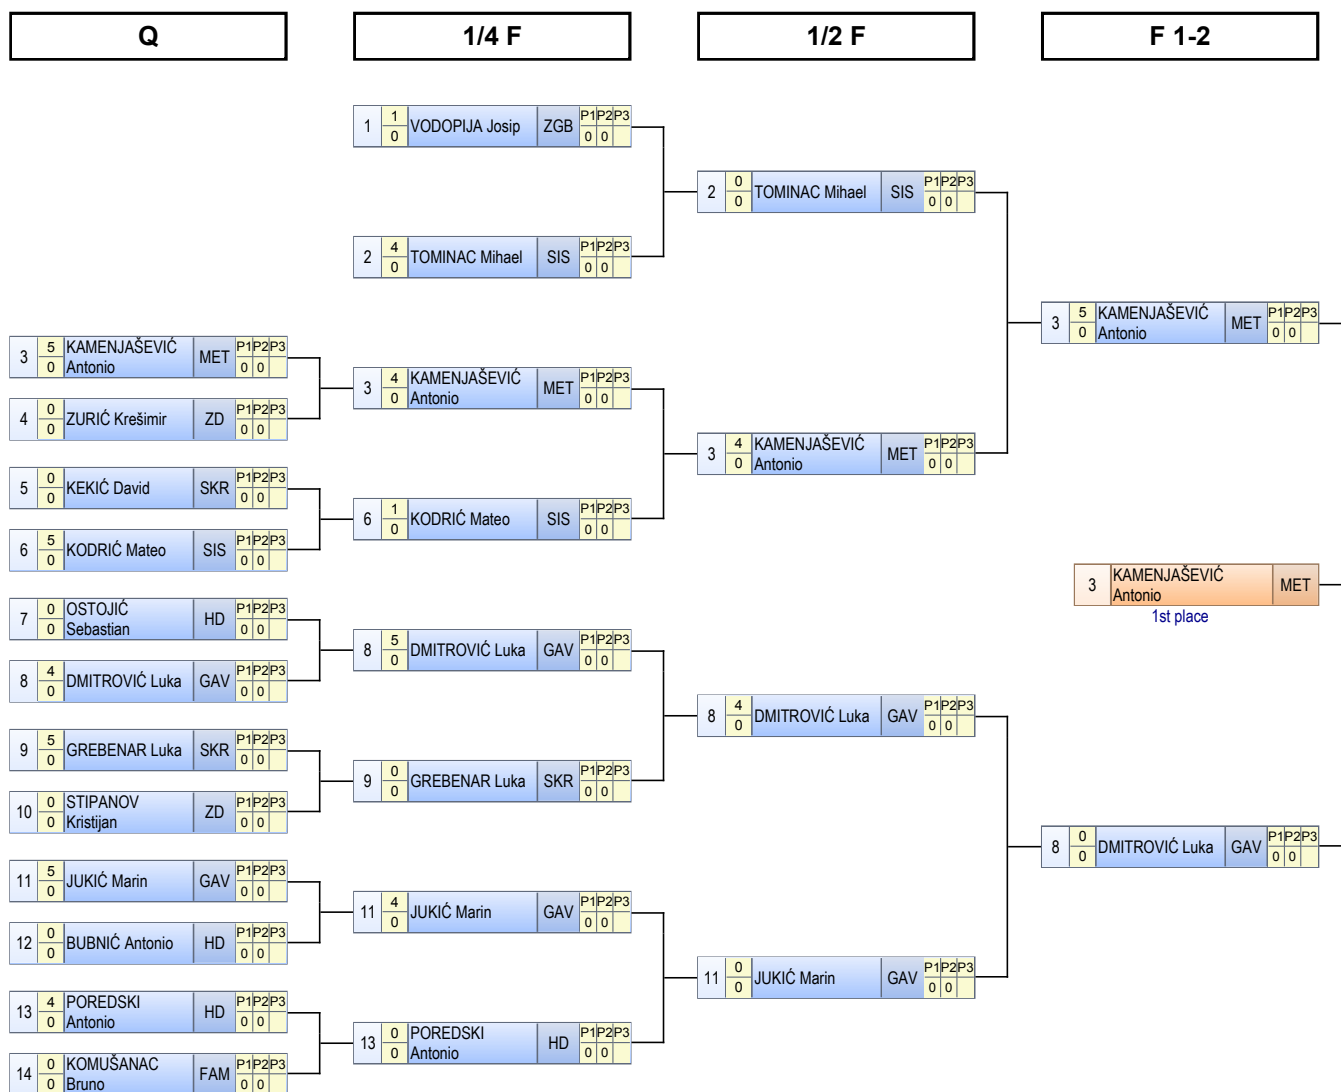 Q
1/4 F
1/2 F
F 1-2
1 1 0 VODOPIJA Josip ZGB P1 P2 P3 0 0
2 0 0 TOMINAC Mihael SIS P1 P2 P3 0 0
2 4 0 TOMINAC Mihael SIS P1 P2 P3 0 0
3 5 0 KAMENJAŠEVIĆ Antonio MET P1 P2 P3 0 0
3 5 0 KAMENJAŠEVIĆ Antonio MET P1 P2 P3 0 0
3 4 0 KAMENJAŠEVIĆ Antonio MET P1 P2 P3 0 0
4 0 0 ZURIĆ Krešimir ZD P1 P2 P3 0 0
3 4 0 KAMENJAŠEVIĆ Antonio MET P1 P2 P3 0 0
5 0 0 KEKIĆ David SKR P1 P2 P3 0 0
6 1 0 KODRIĆ Mateo SIS P1 P2 P3 0 0
6 5 0 KODRIĆ Mateo SIS P1 P2 P3 0 0
3 KAMENJAŠEVIĆ Antonio MET
1st place
7 0 0 OSTOJIĆ Sebastian HD P1 P2 P3 0 0
8 5 0 DMITROVIĆ Luka GAV P1 P2 P3 0 0
8 4 0 DMITROVIĆ Luka GAV P1 P2 P3 0 0
8 4 0 DMITROVIĆ Luka GAV P1 P2 P3 0 0
9 5 0 GREBENAR Luka SKR P1 P2 P3 0 0
9 0 0 GREBENAR Luka SKR P1 P2 P3 0 0
10 0 0 STIPANOV Kristijan ZD P1 P2 P3 0 0
8 0 0 DMITROVIĆ Luka GAV P1 P2 P3 0 0
11 5 0 JUKIĆ Marin GAV P1 P2 P3 0 0
11 4 0 JUKIĆ Marin GAV P1 P2 P3 0 0
12 0 0 BUBNIĆ Antonio HD P1 P2 P3 0 0
11 0 0 JUKIĆ Marin GAV P1 P2 P3 0 0
13 4 0 POREDSKI Antonio HD P1 P2 P3 0 0
13 0 0 POREDSKI Antonio HD P1 P2 P3 0 0
14 0 0 KOMUŠANAC Bruno FAM P1 P2 P3 0 0